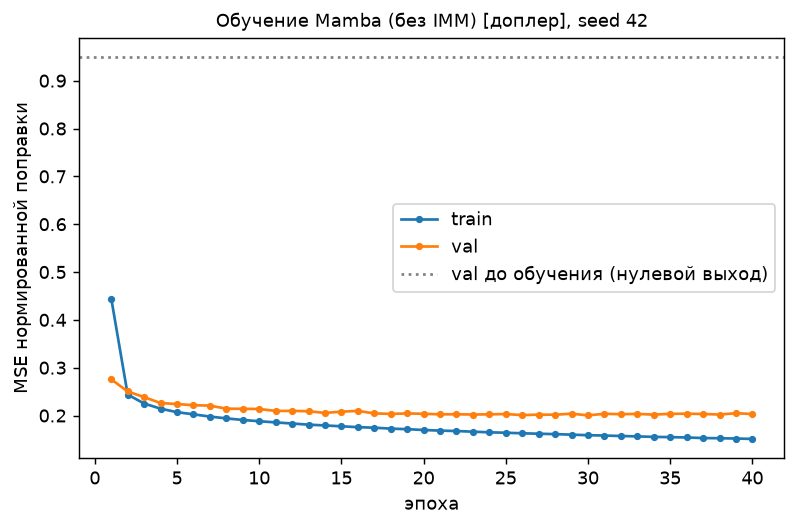 Обучение Mamba (без IMM) [доплер], seed 42
MSE нормированной поправки
0.9
0.8
0.7
0.6
0.5
0.4
0.3
0.2
train
val
val до обучения (нулевой выход)
0 5 10 15 20 25 30 35 40
эпоха